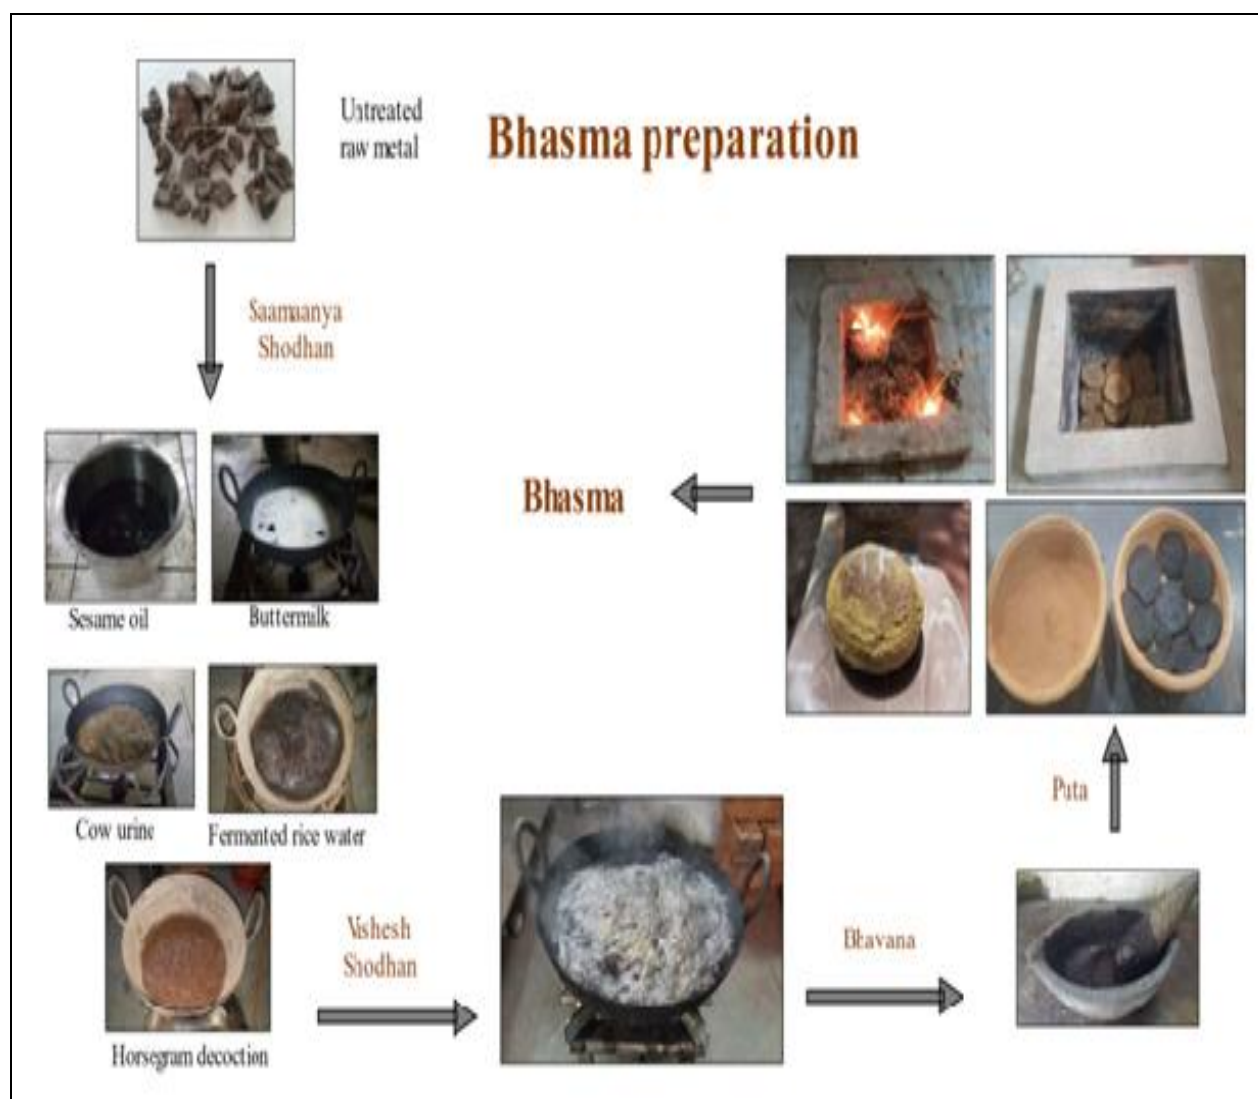 Untreated
raw metal
Bhasma preparation
Saamaanya
Shodhan
Sesame oil
Buttermilk
Cow urine
Fermented rice water
Horsegram decoction
Vishesh
Shodhan
Bhavana
Puta
Bhasma